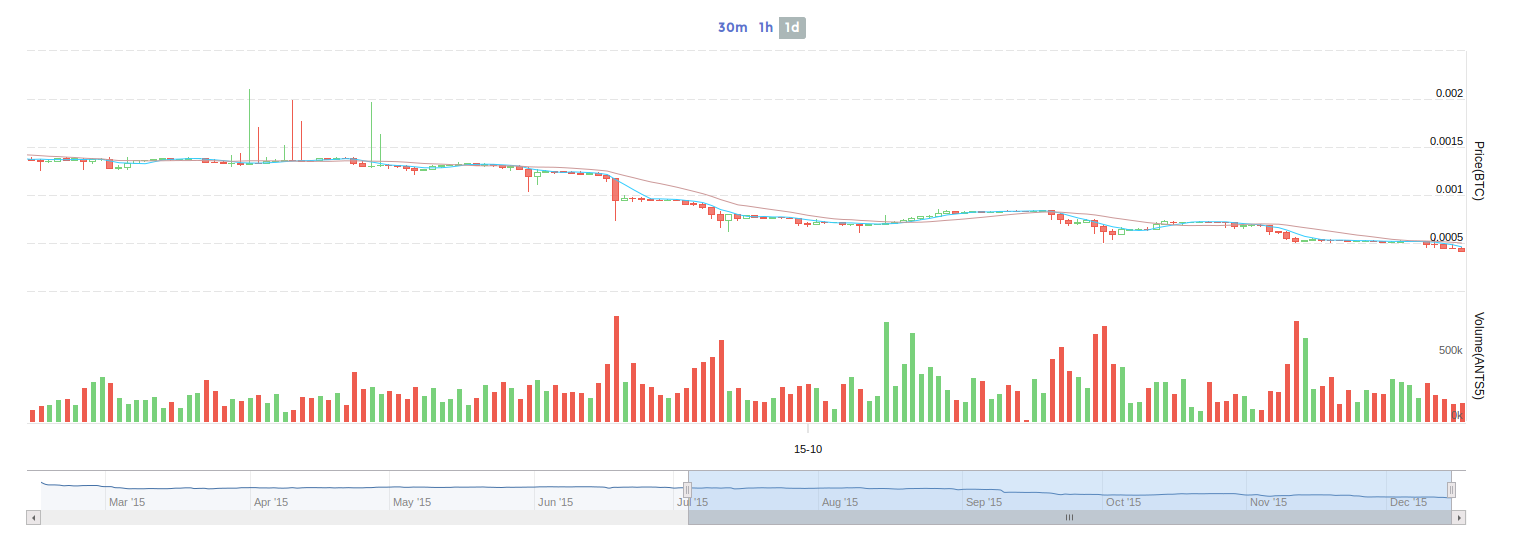 30m 1h 1d
0.002
0.0015
0.001
0.0005
Price(BTC)
500k
0k
Volume(ANTS5)
15-10
Mar '15 Apr '15 May '15 Jun '15 Jul '15 Aug '15 Sep '15 Oct '15 Nov '15 Dec '15